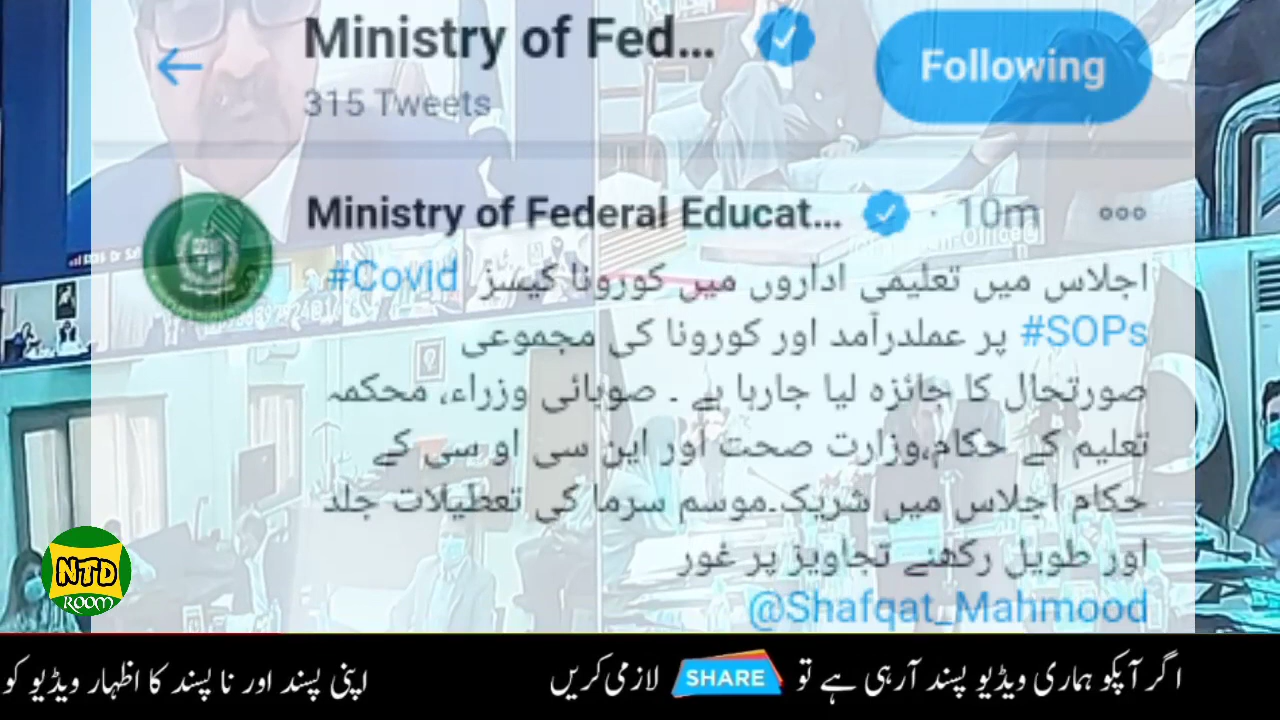 Ministry of Fed...
Following
315 Tweets
Ministry of Federal Educat... · 10m
اجلاس میں تعلیمی اداروں میں کورونا کیسز #Covid
#SOPs پر عملدرآمد اور کورونا کی مجموعی
صورتحال کا جائزہ لیا جارہا ہے ۔ صوبائی وزراء، محکمہ
تعلیم کے حکام،وزارت صحت اور این سی او سی کے
حکام اجلاس میں شریک۔موسم سرما کی تعطیلات جلد
اور طویل رکھنے تجاویز پر غور
@Shafqat_Mahmood
NTD
ROOM
اگر آپکو ہماری ویڈیو پسند آرہی ہے تو SHARE لازمی کریں
اپنی پسند اور نا پسند کا اظہار ویڈیو کو